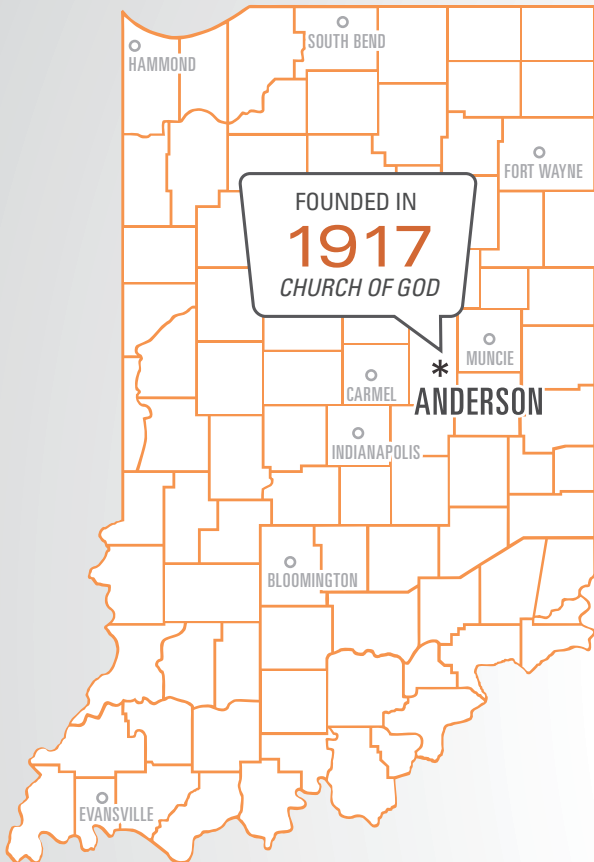 SOUTH BEND
HAMMOND
FORT WAYNE
FOUNDED IN
1917
CHURCH OF GOD
MUNCIE
*
CARMEL
ANDERSON
INDIANAPOLIS
BLOOMINGTON
EVANSVILLE